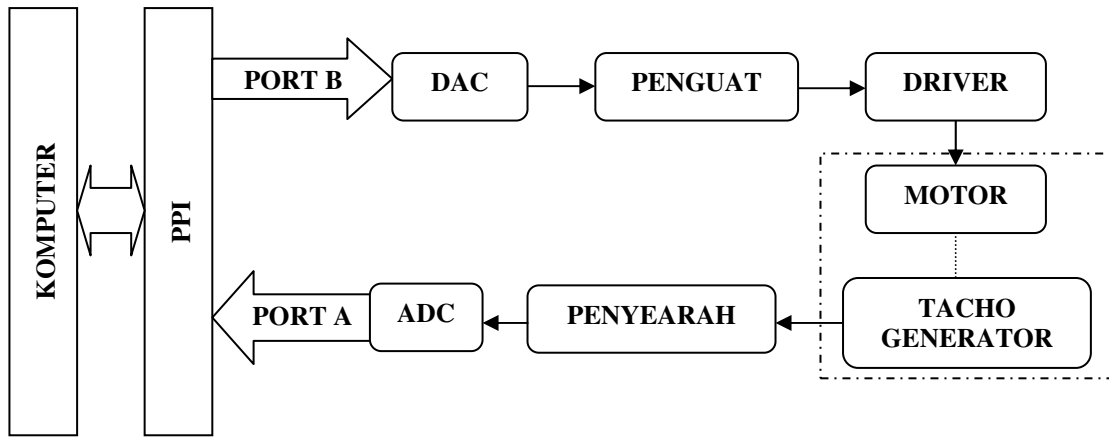 KOMPUTER
PPI
PORT B
DAC
PENGUAT
DRIVER
MOTOR
TACHO
GENERATOR
PENYEARAH
ADC
PORT A